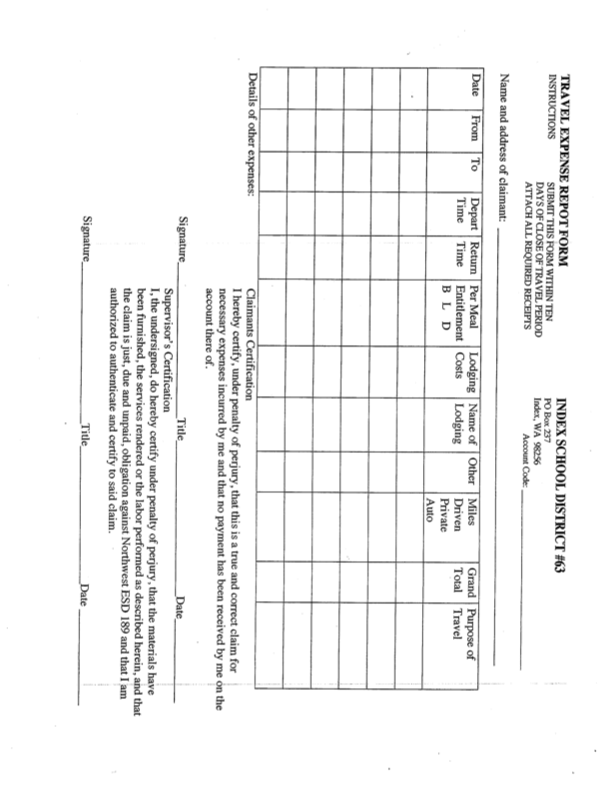 TRAVEL EXPENSE REPOT FORM
INSTRUCTIONS
SUBMIT THIS FORM WITHIN TEN
DAYS OF CLOSE OF TRAVEL PERIOD
ATTACH ALL REQUIRED RECEIPTS
INDEX SCHOOL DISTRICT #63
PO Box 237
Index, WA 98256
Account Code:
Name and address of claimant:
Date From To Depart Return Per Meal Lodging Name of Other Miles Grand Purpose of
Time Time Entitlement Costs Lodging Driven Total Travel
B L D Private
Auto
Details of other expenses:
Claimants Certification
I hereby certify, under penalty of perjury, that this is a true and correct claim for
necessary expenses incurred by me and that no payment has been received by me on the
account there of.
Signature Title Date
Supervisor's Certification
I, the undersigned, do hereby certify under penalty of perjury, that the materials have
been furnished, the services rendered or the labor performed as described herein, and that
the claim is just, due and unpaid, obligation against Northwest ESD 189 and that I am
authorized to authenticate and certify to said claim.
Signature Title Date